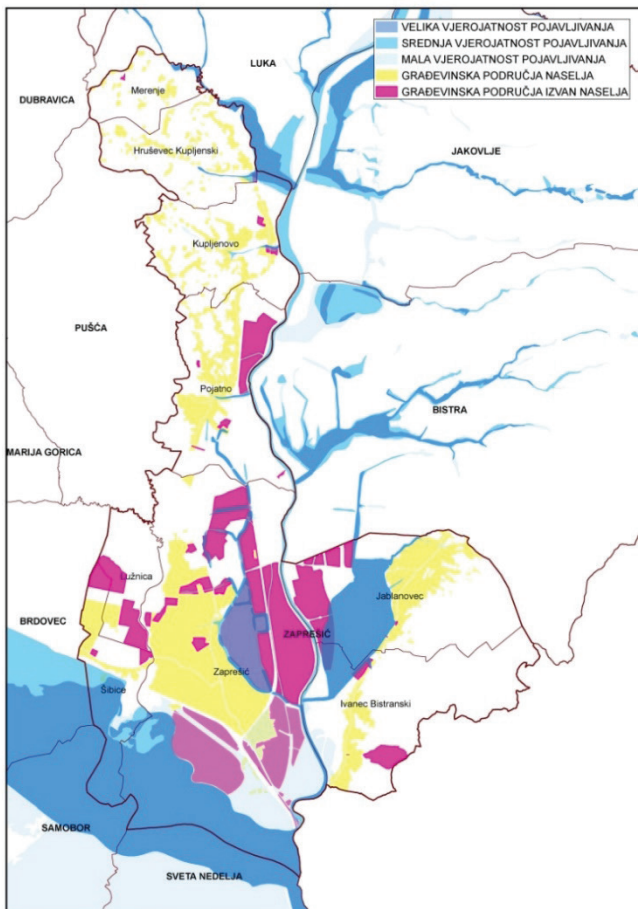 VELIKA VJEROJATNOST POJAVLJIVANJA
SREDNJA VJEROJATNOST POJAVLJIVANJA
MALA VJEROJATNOST POJAVLJIVANJA
GRAĐEVINSKA PODRUČJA NASELJA
GRAĐEVINSKA PODRUČJA IZVAN NASELJA
LUKA
Merenje
DUBRAVICA
Hruševec Kupljenski
JAKOVLJE
Kupljenovo
PUŠĆA
Pojatno
BISTRA
MARIJA GORICA
Lužnica
Jablanovec
BRDOVEC
ZAPREŠIĆ
Zaprešić
Šibice
Ivanec Bistranski
SAMOBOR
SVETA NEDELJA